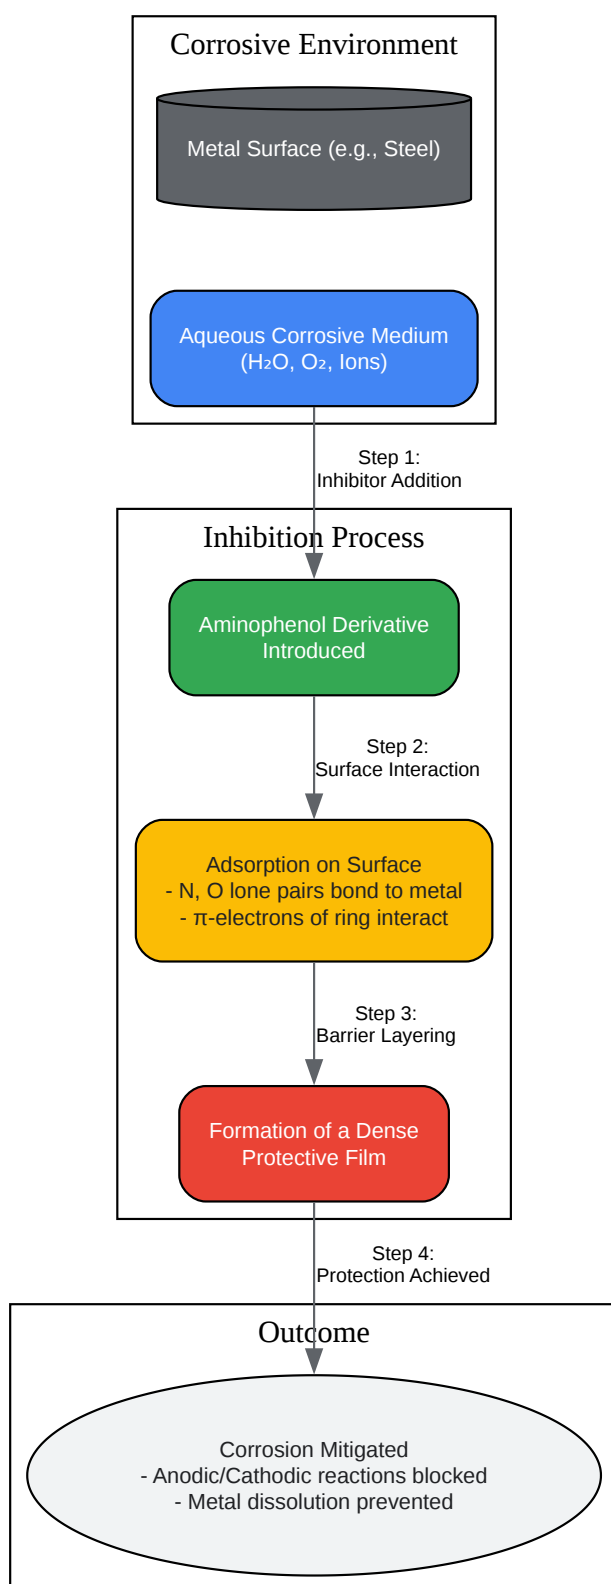 Corrosive Environment
Metal Surface (e.g., Steel)
Aqueous Corrosive Medium
(H₂O, O₂, Ions)
Step 1:
Inhibitor Addition
Inhibition Process
Aminophenol Derivative
Introduced
Step 2:
Surface Interaction
Adsorption on Surface
- N, O lone pairs bond to metal
- π-electrons of ring interact
Step 3:
Barrier Layering
Formation of a Dense
Protective Film
Step 4:
Protection Achieved
Outcome
Corrosion Mitigated
- Anodic/Cathodic reactions blocked
- Metal dissolution prevented